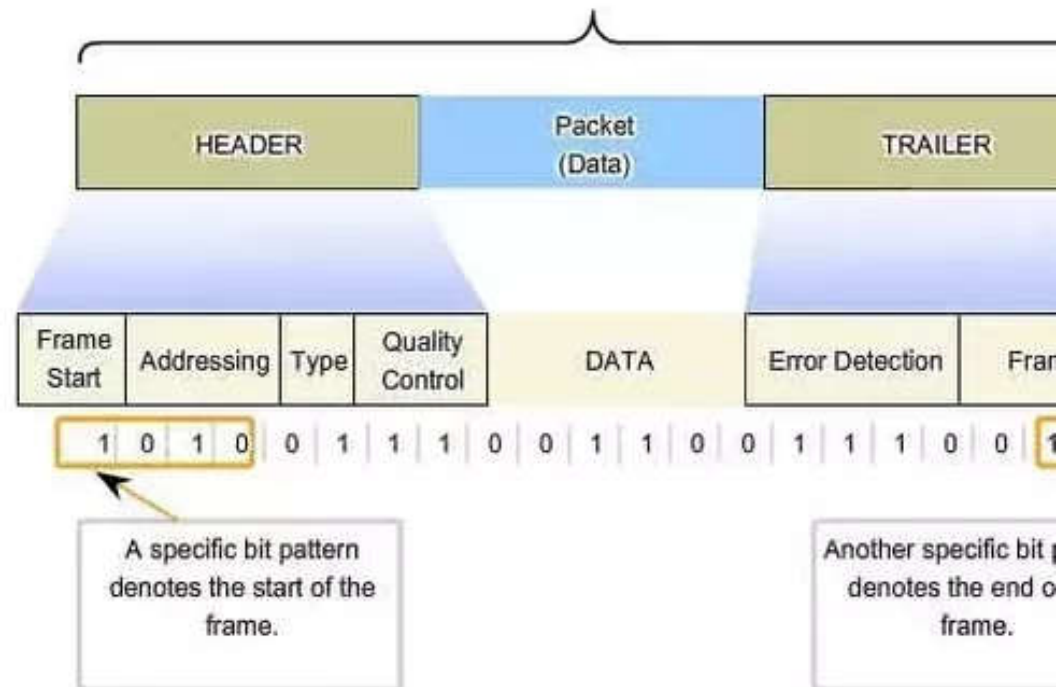 HEADER
Packet
(Data)
TRAILER
Frame
Start
Addressing
Type
Quality
Control
DATA
Error Detection
1 0 1 0 0 1 1 1 0 0 1 1 0 0 1 1 1 0 0
A specific bit pattern
denotes the start of the
frame.
Another specific bit
denotes the end
frame.